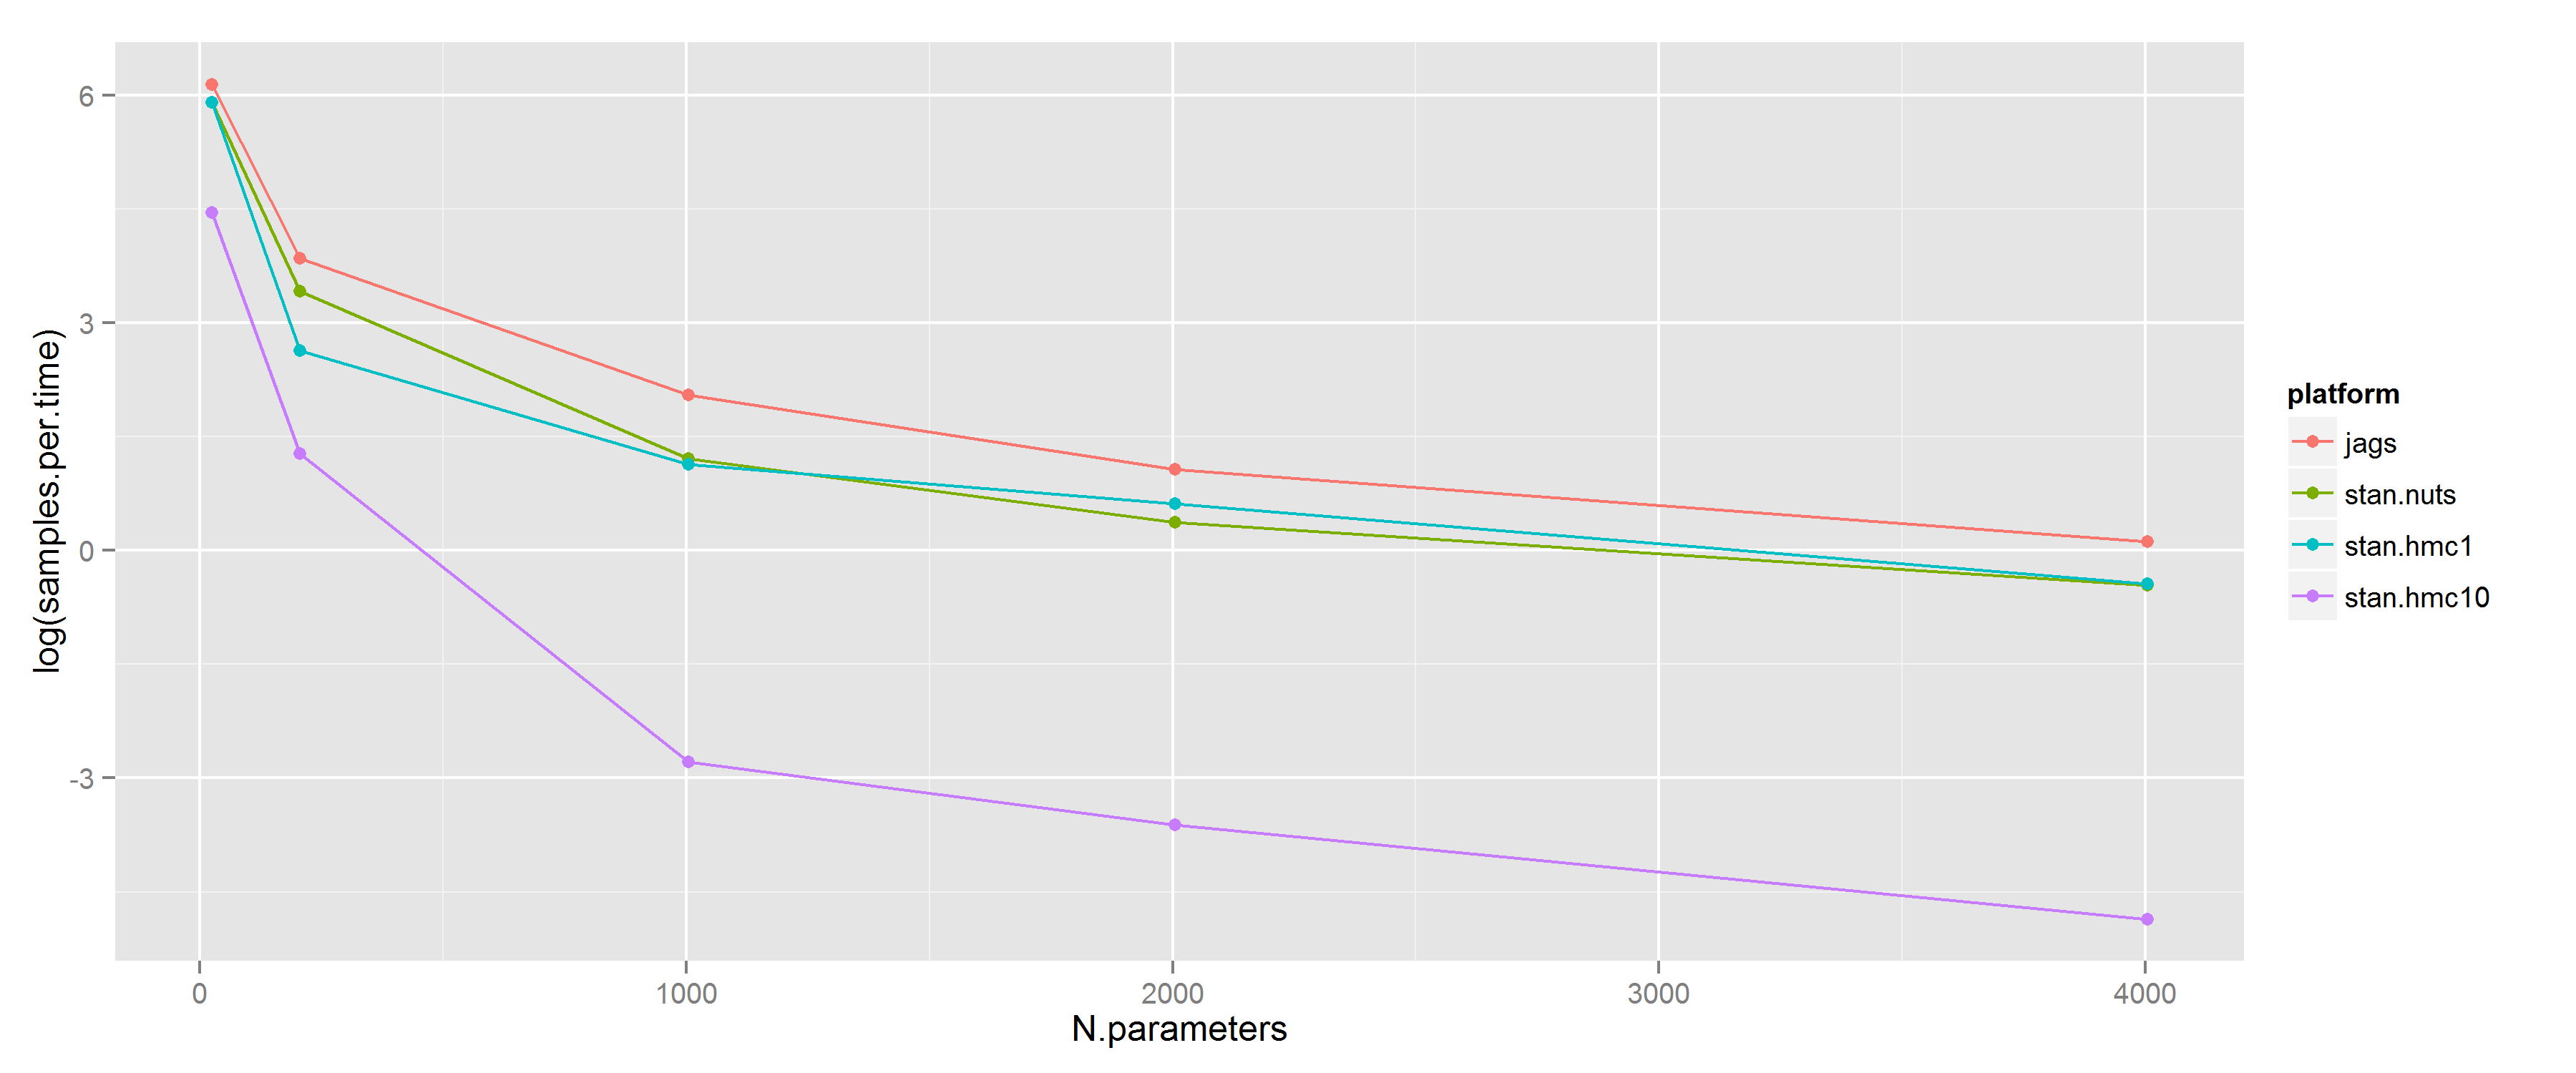 6
3
0
-3
log(samples.per.time)
0 1000 2000 3000 4000
N.parameters
platform
jags
stan.nuts
stan.hmc1
stan.hmc10